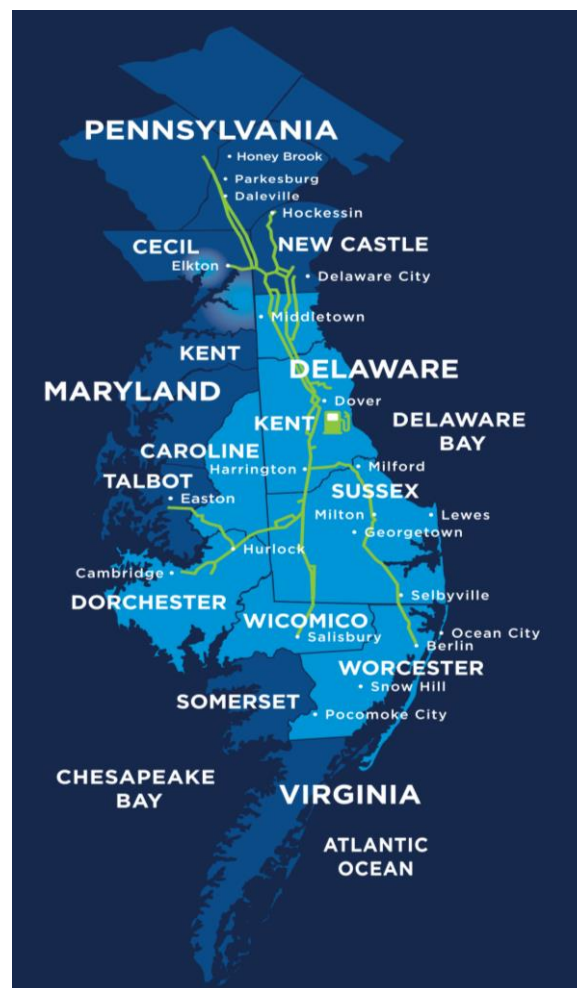 PENNSYLVANIA
Honey Brook
Parkesburg
Daleville
Hockessin
CECIL
NEW CASTLE
Elkton
Delaware City
Middletown
KENT
DELAWARE
MARYLAND
Dover
KENT
DELAWARE
BAY
CAROLINE
Harrington
Milford
TALBOT
SUSSEX
Easton
Milton
Lewes
Georgetown
Hurlock
Cambridge
DORCHESTER
Selbyville
WICOMICO
Ocean City
Salisbury
Berlin
WORCESTER
Snow Hill
SOMERSET
Pocomoke City
CHESAPEAKE
BAY
VIRGINIA
ATLANTIC
OCEAN